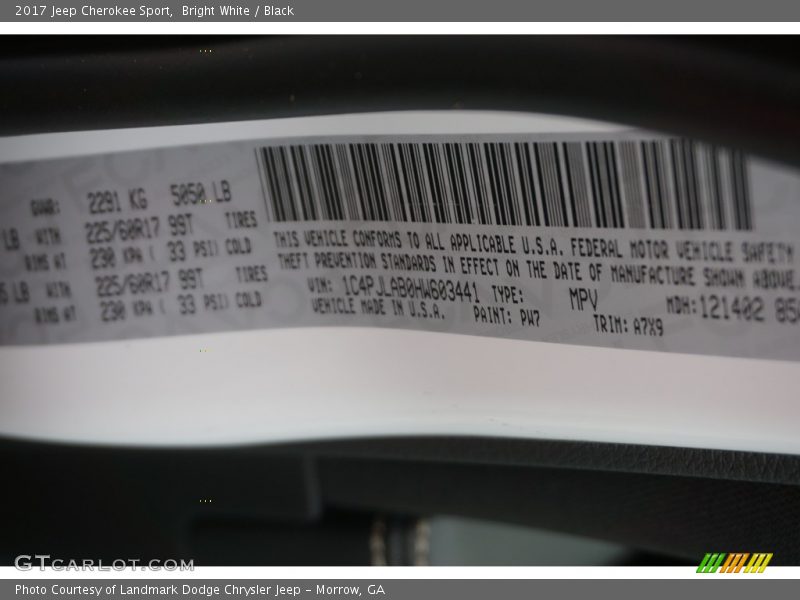 2017 Jeep Cherokee Sport,  Bright White / Black
GVWR: 2291 KG 5050 LB
LB WITH 225/60R17 99T TIRES
RIMS AT 230 KPA ( 33 PSI) COLD
LB WITH 225/60R17 99T TIRES
RIMS AT 230 KPA ( 33 PSI) COLD
THIS VEHICLE CONFORMS TO ALL APPLICABLE U.S.A. FEDERAL MOTOR VEHICLE SAFETY
THEFT PREVENTION STANDARDS IN EFFECT ON THE DATE OF MANUFACTURE SHOWN ABOVE.
VIN: 1C4PJLAB0HW603441 TYPE: MPV MDH:121402 850
VEHICLE MADE IN U.S.A. PAINT: PW7 TRIM: A7X9
GTCARLOT.COM
Photo Courtesy of Landmark Dodge Chrysler Jeep – Morrow, GA